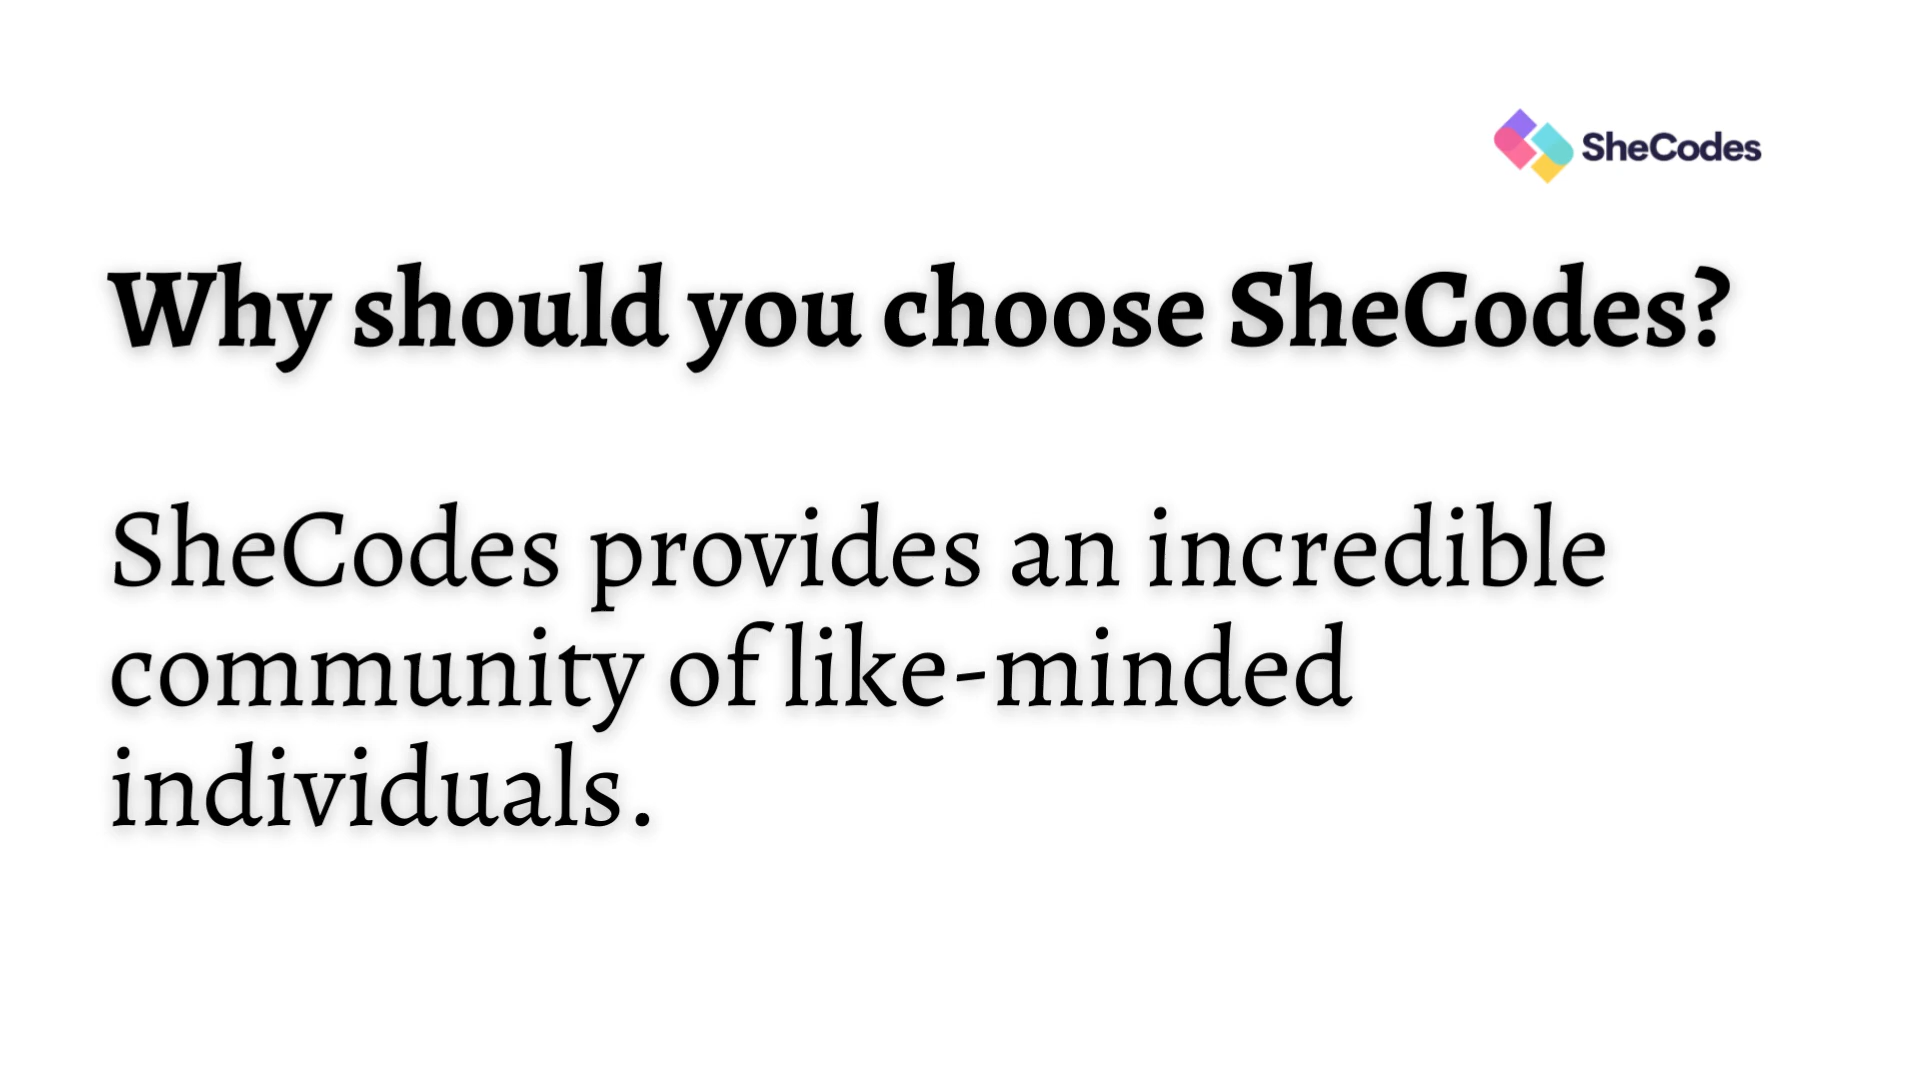 SheCodes
Why should you choose SheCodes?
SheCodes provides an incredible
community of like-minded
individuals.